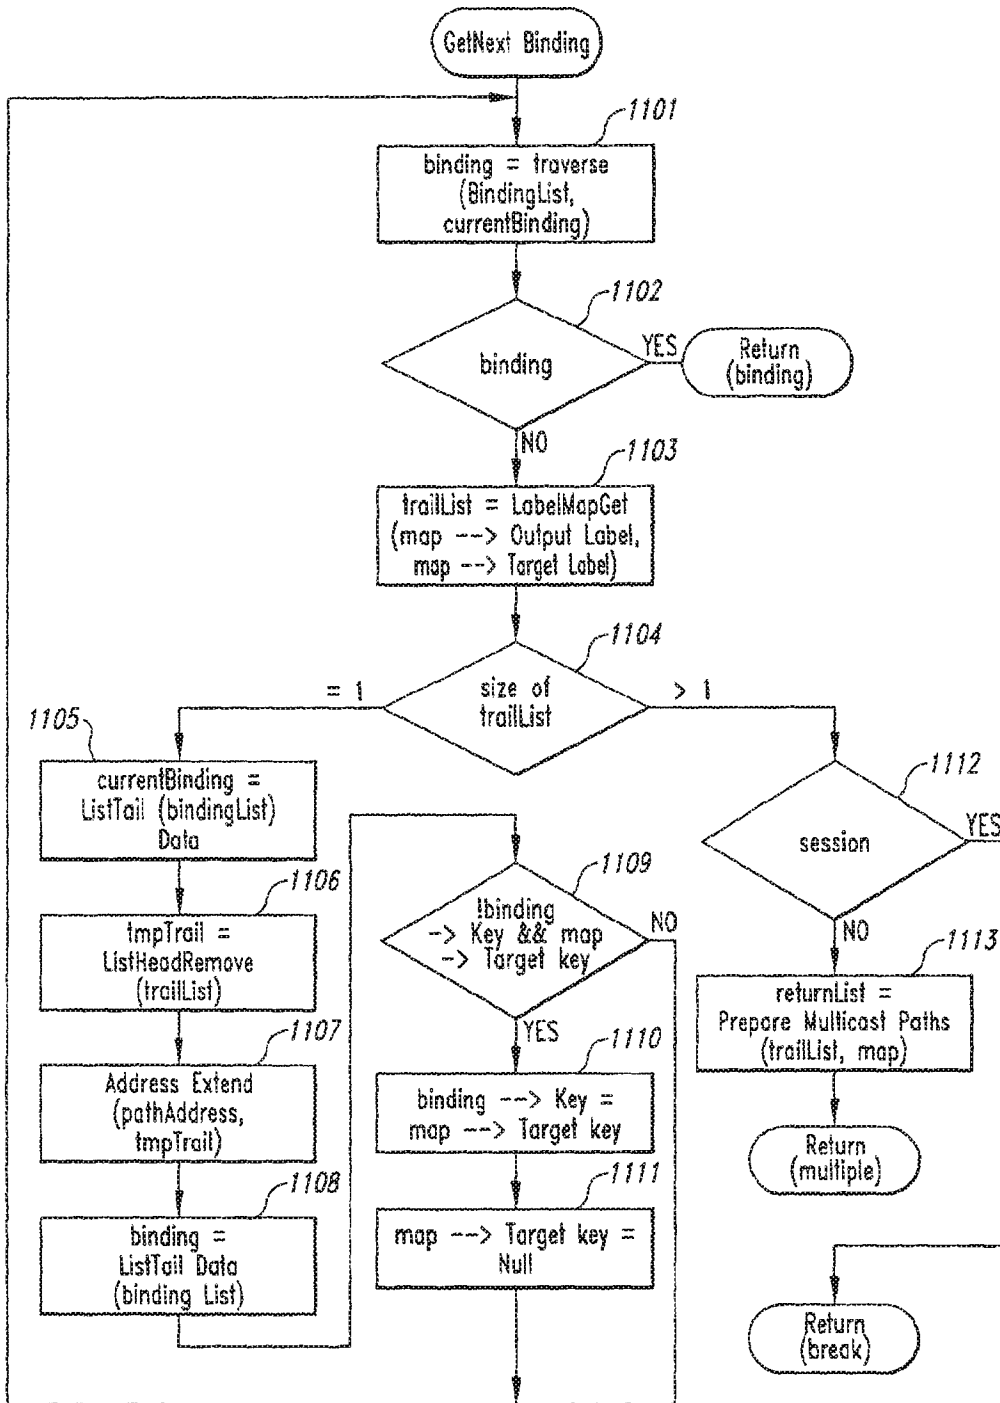 GetNext Binding
1101
binding = traverse
(BindingList,
currentBinding)
1102
binding
YES
Return
(binding)
NO
1103
trailList = LabelMapGet
(map --> Output Label,
map --> Target Label)
1104
size of
trailList
= 1
> 1
1105
currentBinding =
ListTail (bindingList)
Data
1106
tmpTrail =
ListHeadRemove
(trailList)
1107
Address Extend
(pathAddress,
tmpTrail)
1108
binding =
ListTail Data
(binding List)
1109
!binding
-> Key && map
-> Target key
NO
YES
1110
binding --> Key =
map --> Target key
1111
map --> Target key =
Null
1112
session
YES
NO
1113
returnList =
Prepare Multicast Paths
(trailList, map)
Return
(multiple)
Return
(break)